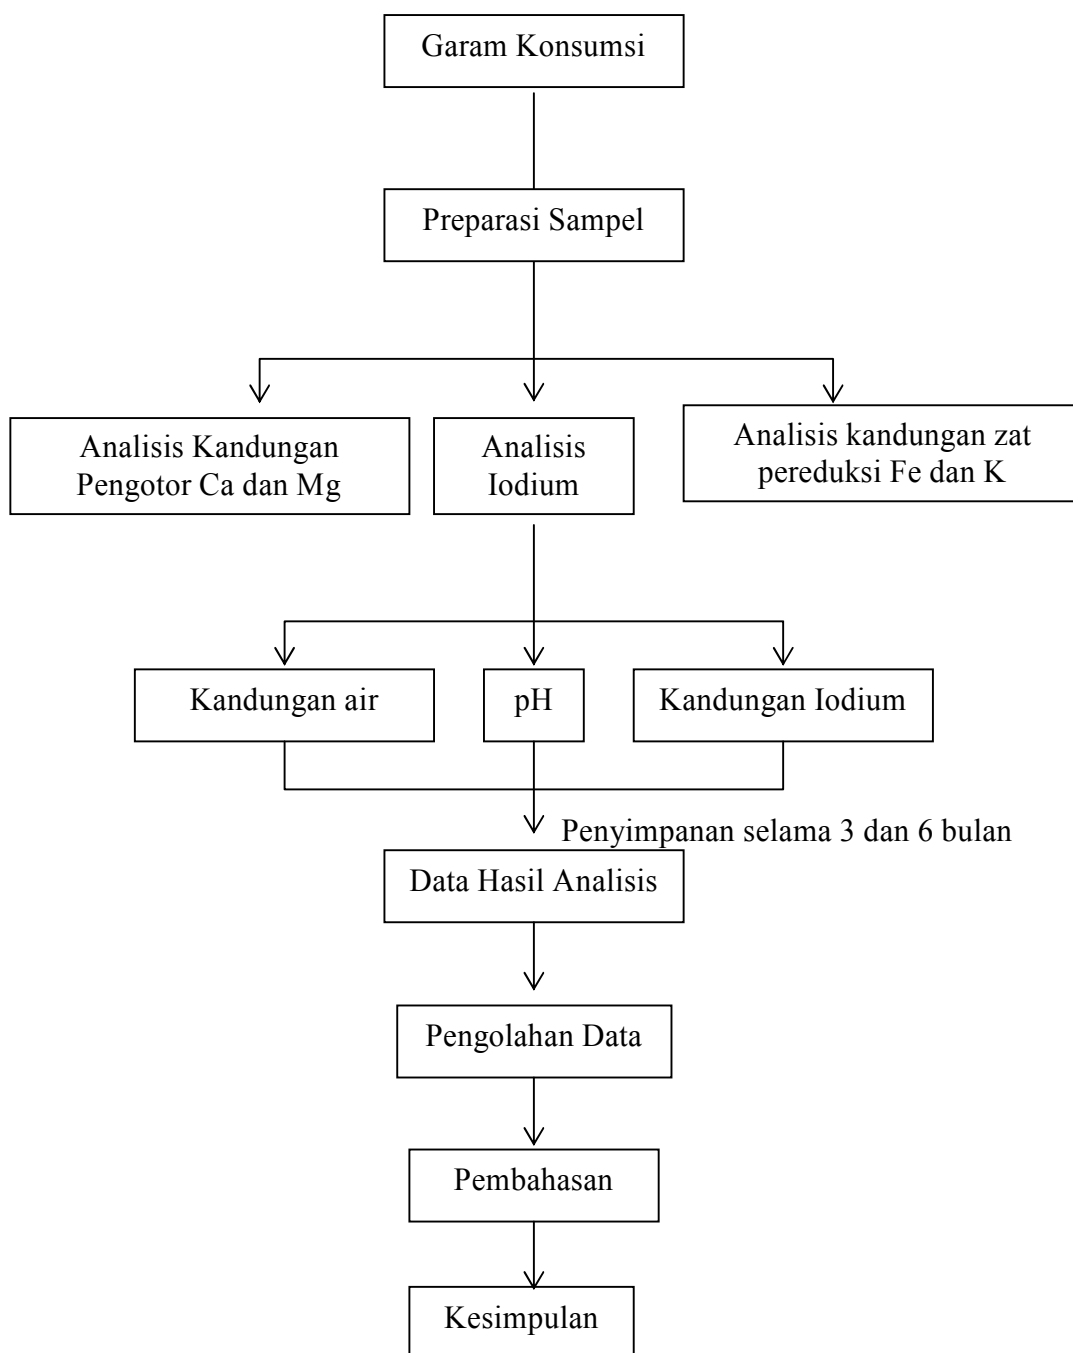 Garam Konsumsi
Preparasi Sampel
Analisis Kandungan
Pengotor Ca dan Mg
Analisis
Iodium
Analisis kandungan zat
pereduksi Fe dan K
Kandungan air
pH
Kandungan Iodium
Penyimpanan selama 3 dan 6 bulan
Data Hasil Analisis
Pengolahan Data
Pembahasan
Kesimpulan